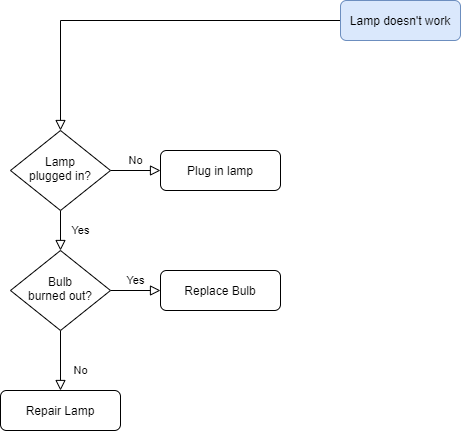 Lamp doesn't work
Lamp
plugged in?
No
Plug in lamp
Yes
Bulb
burned out?
Yes
Replace Bulb
No
Repair Lamp